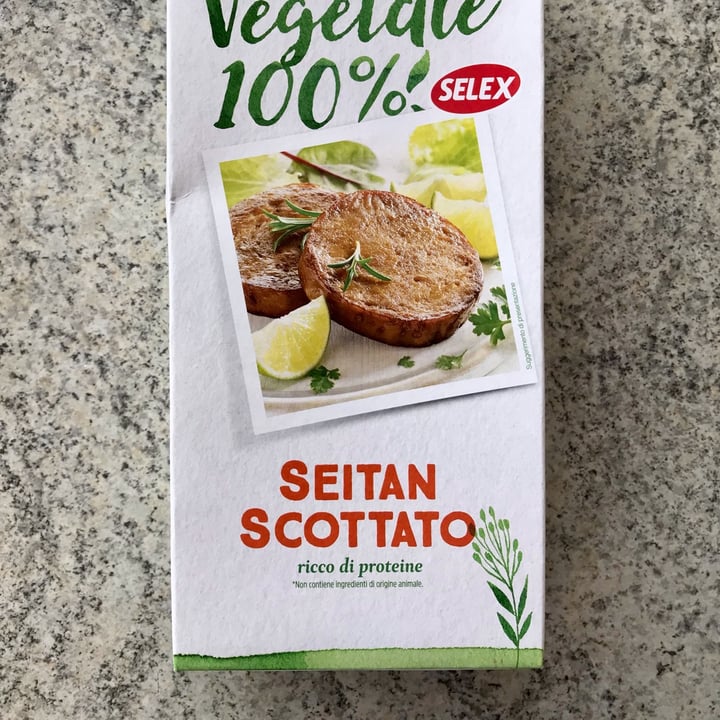 Vegetale
100%!
SELEX
Suggerimento di presentazione
SEITAN
SCOTTATO
ricco di proteine
*Non contiene ingredienti di origine animale.